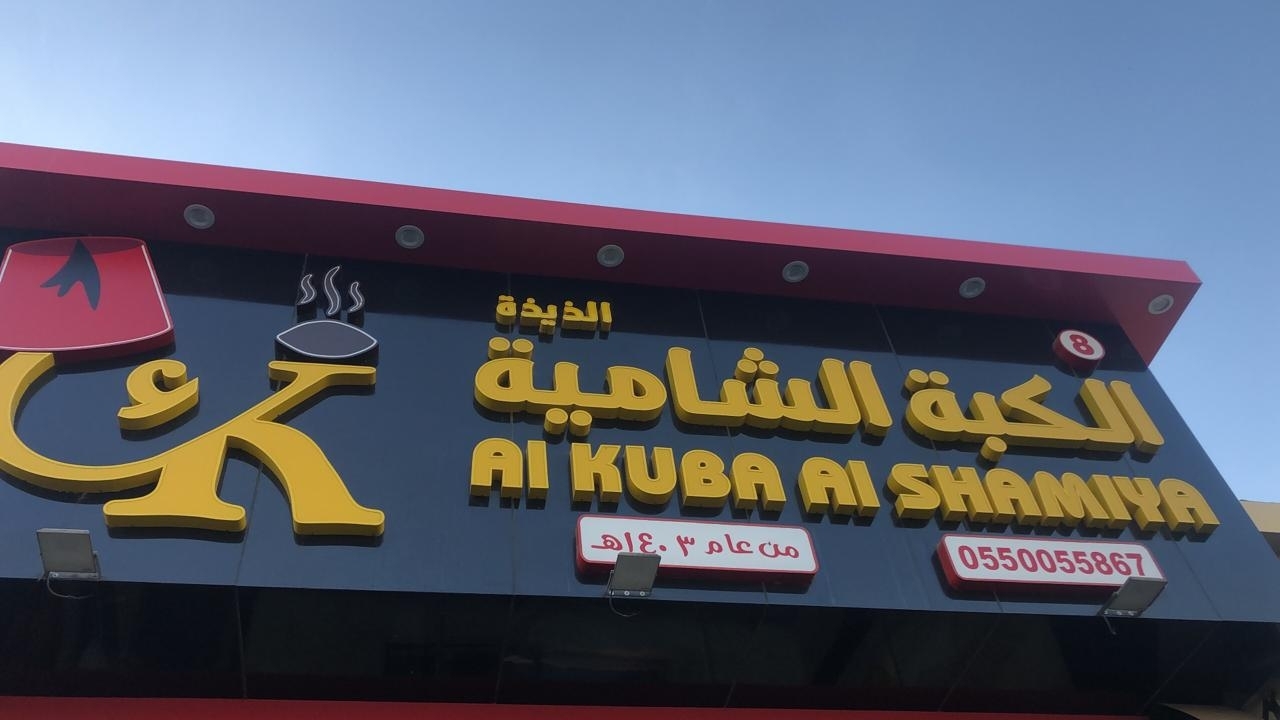 الذيذة
8
الكبة الشامية
Al KUBA Al SHAMIYA
من عام ١٤٠٣هـ
0550055867
K